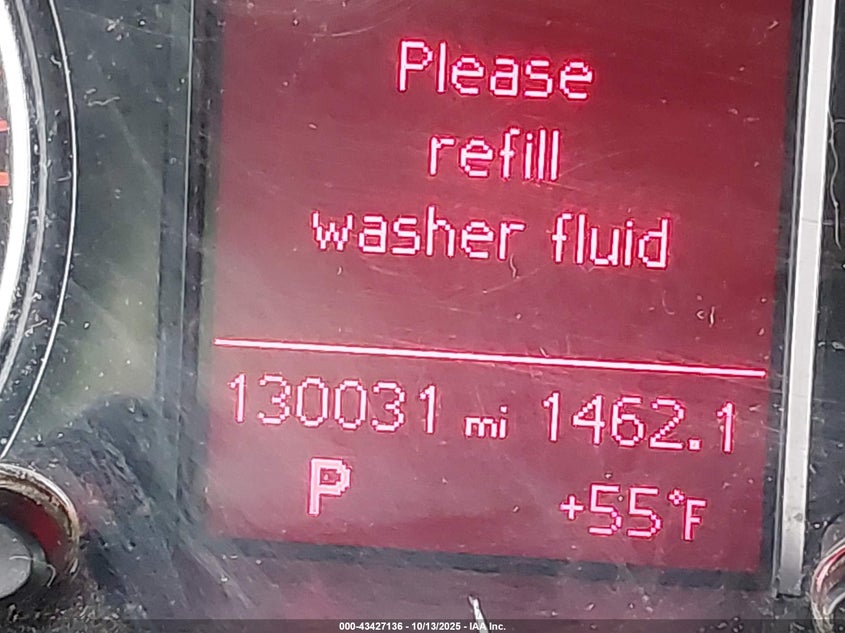 Please
refill
washer fluid
130031 mi 1462.1
P +55°F
000-43427136 - 10/13/2025 - IAA Inc.